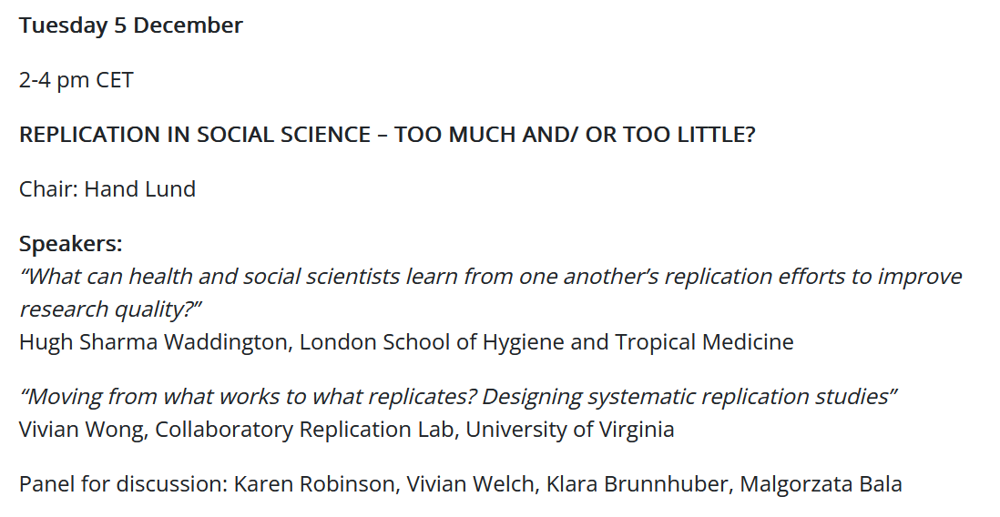 Tuesday 5 December
2-4 pm CET
REPLICATION IN SOCIAL SCIENCE – TOO MUCH AND/ OR TOO LITTLE?
Chair: Hand Lund
Speakers:
“What can health and social scientists learn from one another’s replication efforts to improve
research quality?”
Hugh Sharma Waddington, London School of Hygiene and Tropical Medicine
“Moving from what works to what replicates? Designing systematic replication studies”
Vivian Wong, Collaboratory Replication Lab, University of Virginia
Panel for discussion: Karen Robinson, Vivian Welch, Klara Brunnhuber, Malgorzata Bala